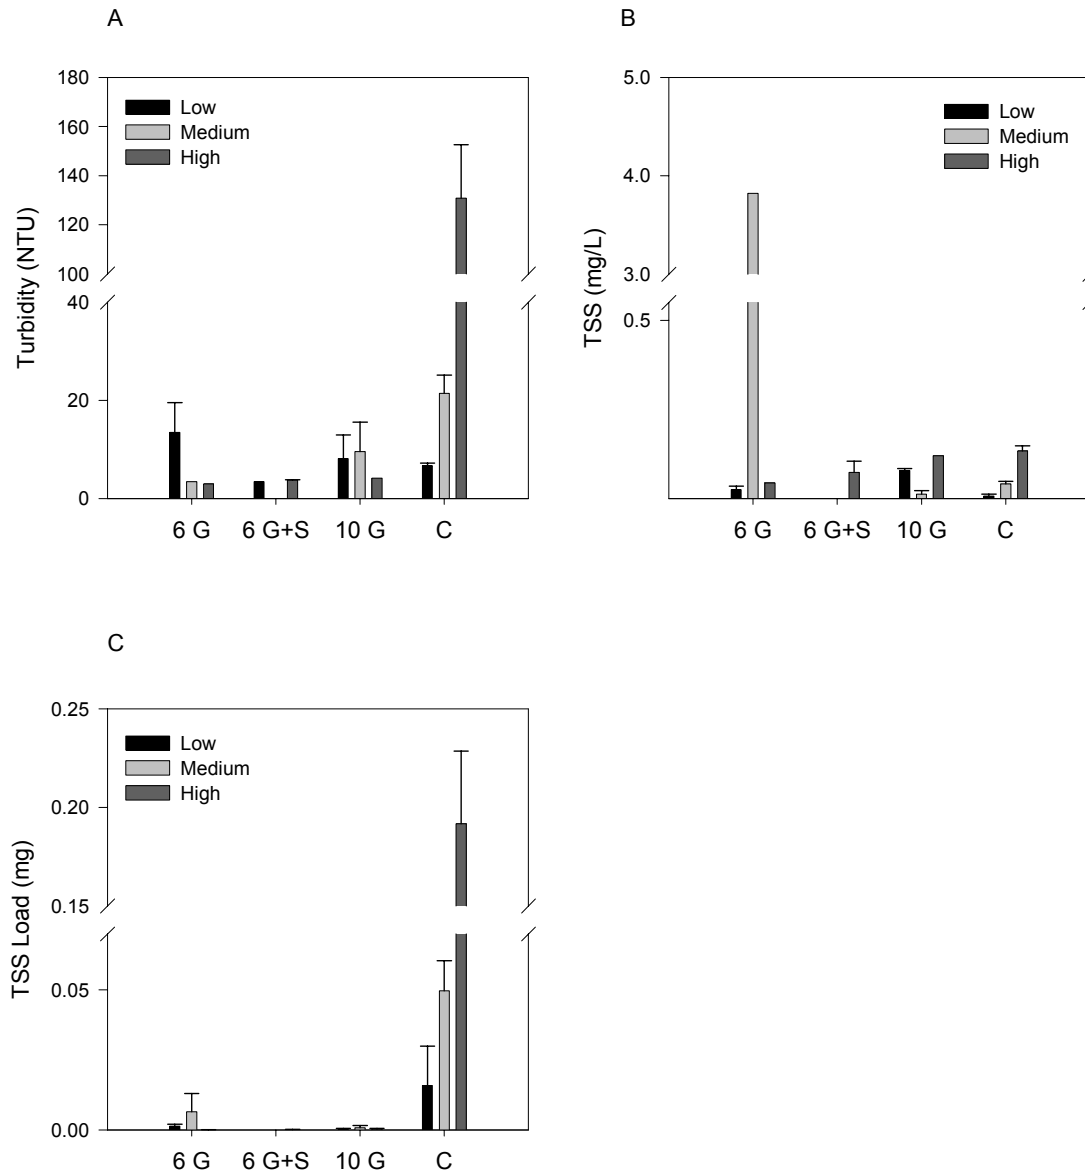 A
Turbidity (NTU)
180
160
140
120
100
40
20
0
Low
Medium
High
6 G 6 G+S 10 G C
B
TSS (mg/L)
5.0
4.0
3.0
0.5
Low
Medium
High
6 G 6 G+S 10 G C
C
TSS Load (mg)
0.25
0.20
0.15
0.05
0.00
Low
Medium
High
6 G 6 G+S 10 G C